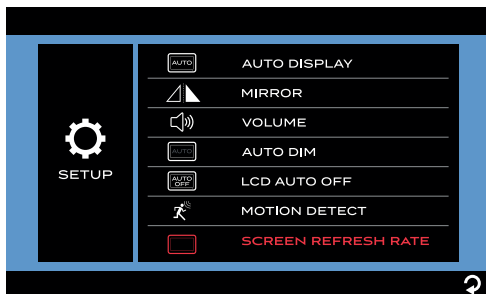 SETUP
AUTO
AUTO DISPLAY
MIRROR
VOLUME
AUTO
AUTO DIM
AUTO
OFF
LCD AUTO OFF
MOTION DETECT
SCREEN REFRESH RATE